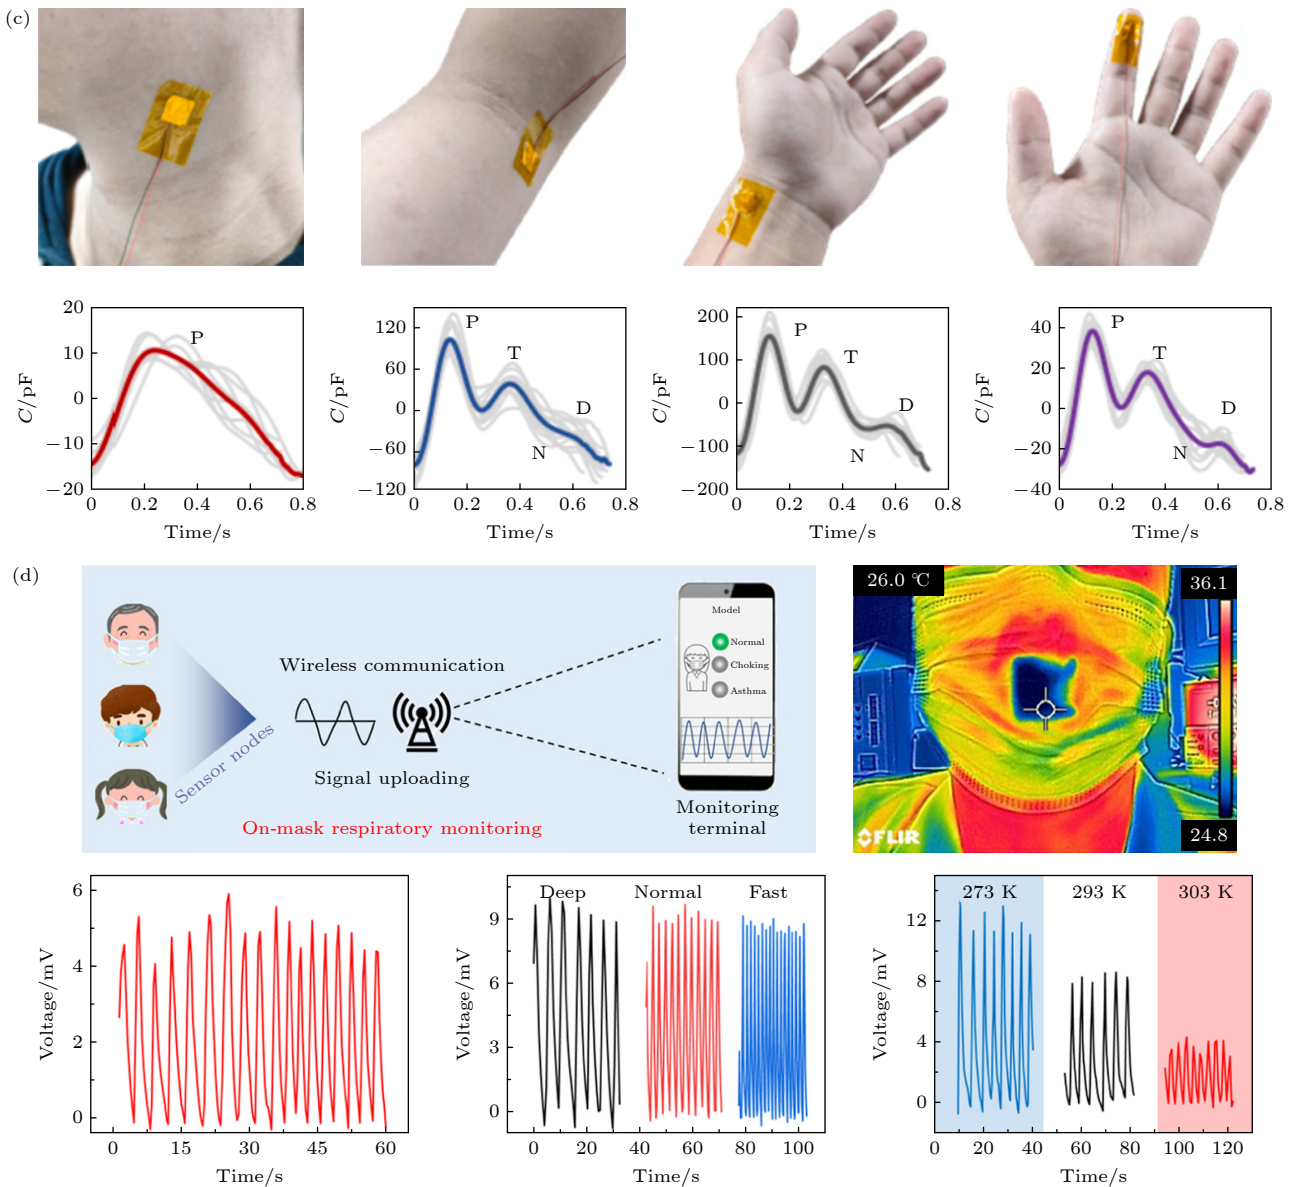 (c)
20
10
0
−10
−20
C/pF
P
0 0.2 0.4 0.6 0.8
Time/s
120
60
0
−60
−120
C/pF
P
T
D
N
0 0.2 0.4 0.6 0.8
Time/s
200
100
0
−100
−200
C/pF
P
T
D
N
0 0.2 0.4 0.6 0.8
Time/s
40
20
0
−20
−40
C/pF
P
T
D
0 0.2 0.4 0.6 0.8
Time/s
(d)
Sensor nodes
Wireless communication
Signal uploading
On-mask respiratory monitoring
Model
Normal
Choking
Asthma
Monitoring
terminal
26.0 ℃
36.1
24.8
FLIR
6
4
2
0
Voltage/mV
0 15 30 45 60
Time/s
Deep Normal Fast
9
6
3
0
Voltage/mV
0 20 40 60 80 100
Time/s
273 K 293 K 303 K
12
8
4
0
Voltage/mV
0 20 40 60 80 100 120
Time/s